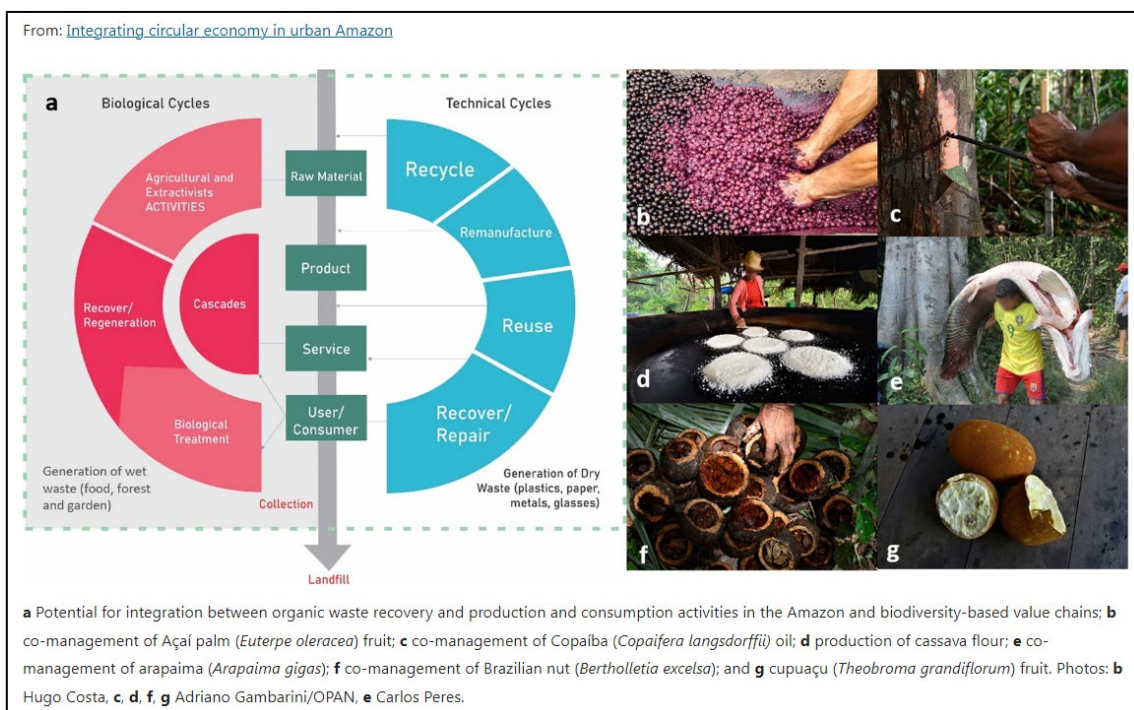 From: Integrating circular economy in urban Amazon
a
Biological Cycles
Technical Cycles
Agricultural and
Extractivists
ACTIVITIES
Recover/
Regeneration
Biological
Treatment
Cascades
Raw Material
Product
Service
User/
Consumer
Recycle
Remanufacture
Reuse
Recover/
Repair
Generation of wet
waste (food, forest
and garden)
Collection
Generation of Dry
Waste (plastics, paper,
metals, glasses)
Landfill
b
c
d
e
f
g
a Potential for integration between organic waste recovery and production and consumption activities in the Amazon and biodiversity-based value chains; b
co-management of Açaí palm (Euterpe oleracea) fruit; c co-management of Copaíba (Copaifera langsdorffii) oil; d production of cassava flour; e co-
management of arapaima (Arapaima gigas); f co-management of Brazilian nut (Bertholletia excelsa); and g cupuaçu (Theobroma grandiflorum) fruit. Photos: b
Hugo Costa, c, d, f, g Adriano Gambarini/OPAN, e Carlos Peres.